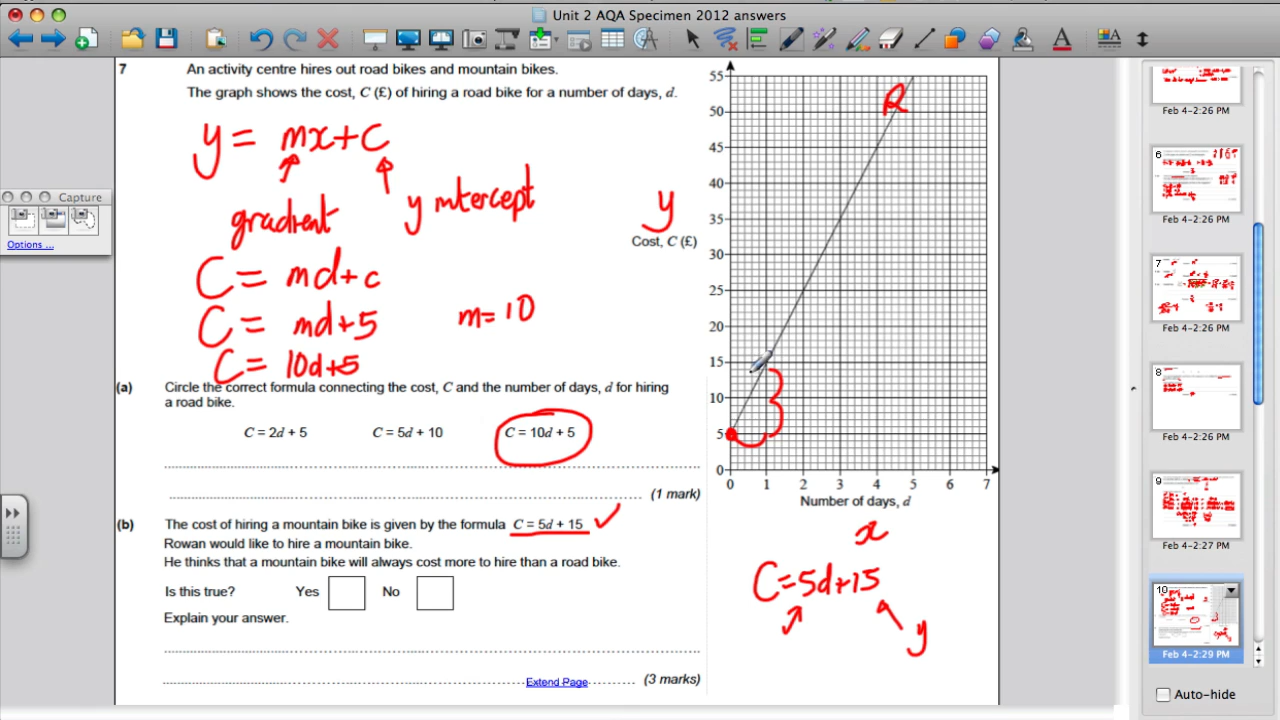 Unit 2 AQA Specimen 2012 answers
Capture
Options ...
7 An activity centre hires out road bikes and mountain bikes.
The graph shows the cost, C (£) of hiring a road bike for a number of days, d.
y = mx+c
gradient
y intercept
C = md+c
C = md+5 m=10
C = 10d+5
(a) Circle the correct formula connecting the cost, C and the number of days, d for hiring
a road bike.
C = 2d + 5 C = 5d + 10 C = 10d + 5
(1 mark)
(b) The cost of hiring a mountain bike is given by the formula C = 5d + 15 ✓
Rowan would like to hire a mountain bike.
He thinks that a mountain bike will always cost more to hire than a road bike.
Is this true? Yes No
Explain your answer.
Extend Page
(3 marks)
R
y
Cost, C (£)
55
50
45
40
35
30
25
20
15
10
5
0
0 1 2 3 4 5 6 7
Number of days, d
x
C=5d+15
y
Feb 4-2:26 PM
6
Feb 4-2:26 PM
7
Feb 4-2:26 PM
8
Feb 4-2:26 PM
9
Feb 4-2:27 PM
10
Feb 4-2:29 PM
Auto-hide